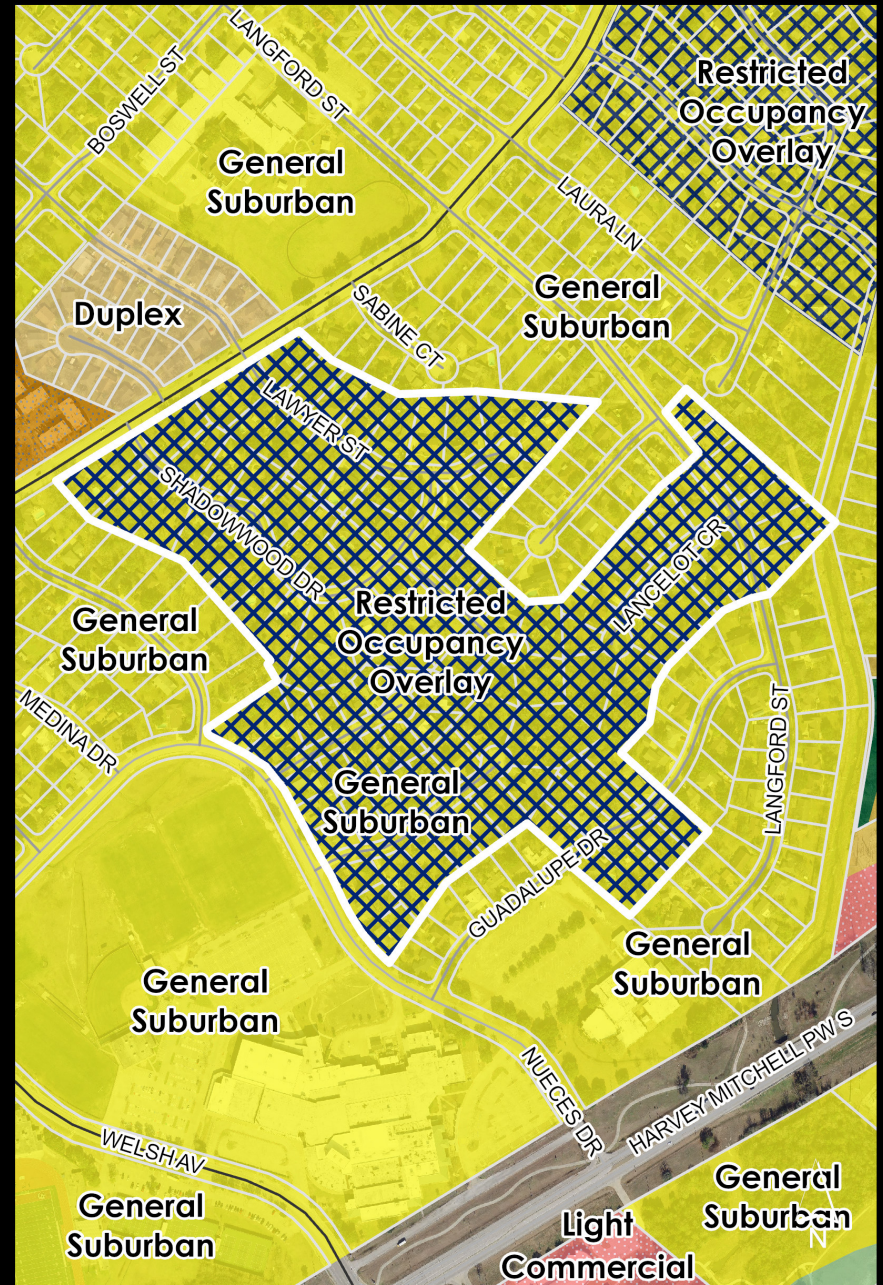 LANGFORD ST
BOSWELL ST
Restricted
Occupancy
Overlay
General
Suburban
LAURA LN
General
Suburban
SABINE CT
Duplex
LAWYER ST
SHADOWWOOD DR
LANCELOT CR
Restricted
Occupancy
Overlay
General
Suburban
MEDINA DR
LANGFORD ST
General
Suburban
GUADALUPE DR
General
Suburban
General
Suburban
NUECES DR
HARVEY MITCHELL PW S
WELSH AV
General
Suburban
General
Suburban
N
Light
Commercial